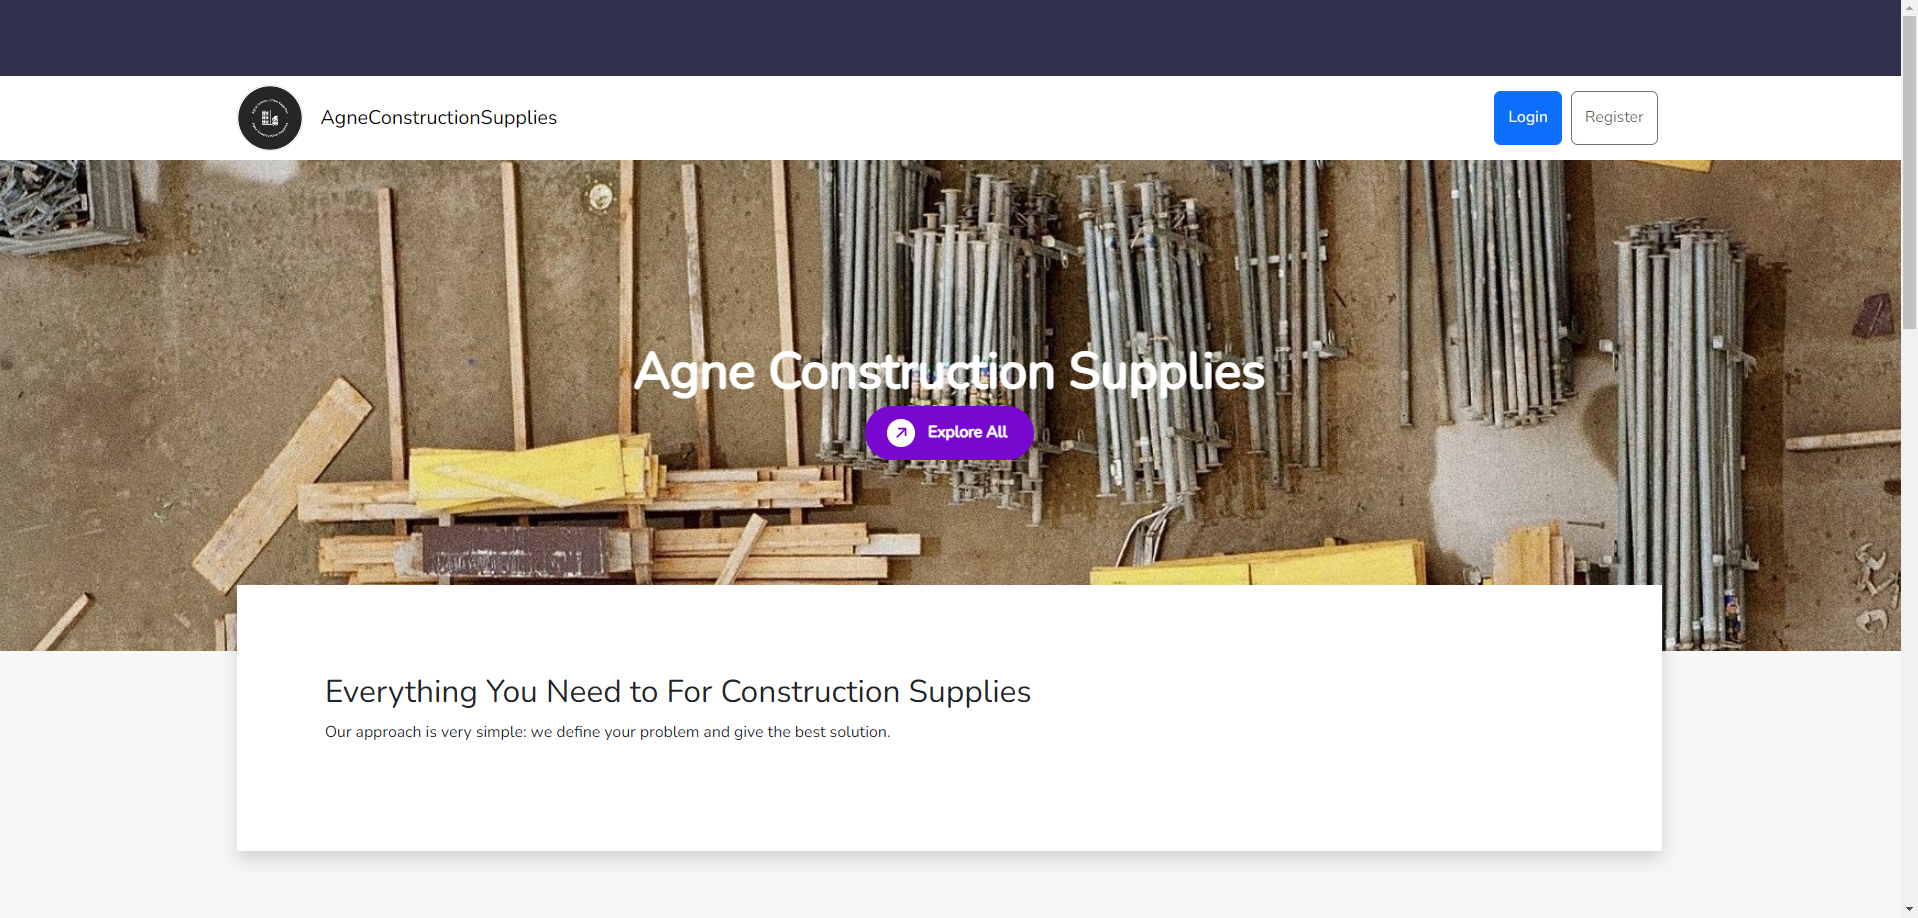 AgneConstructionSupplies
Login
Register
Agne Construction Supplies
Explore All
Everything You Need to For Construction Supplies
Our approach is very simple: we define your problem and give the best solution.